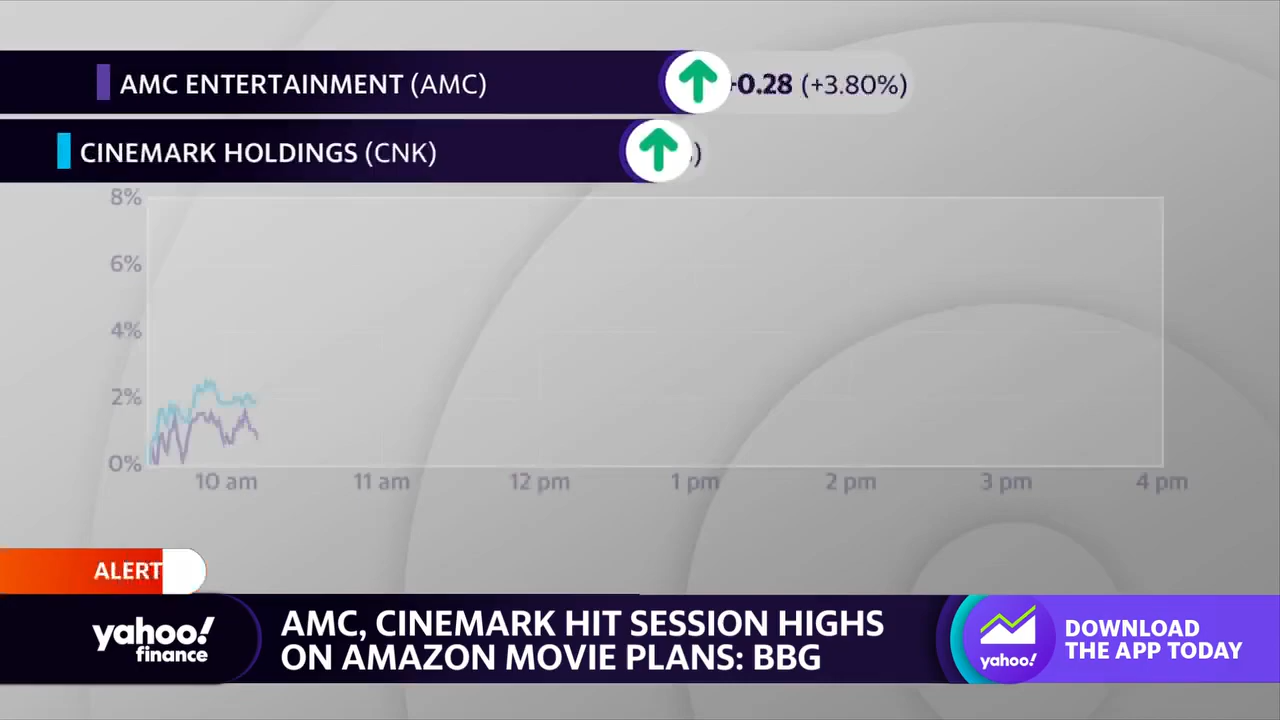 AMC ENTERTAINMENT (AMC)
0.28 (+3.80%)
CINEMARK HOLDINGS (CNK)
)
8%
6%
4%
2%
0%
10 am 11 am 12 pm 1 pm 2 pm 3 pm 4 pm
ALERT
yahoo!
finance
AMC, CINEMARK HIT SESSION HIGHS
ON AMAZON MOVIE PLANS: BBG
yahoo!
DOWNLOAD
THE APP TODAY